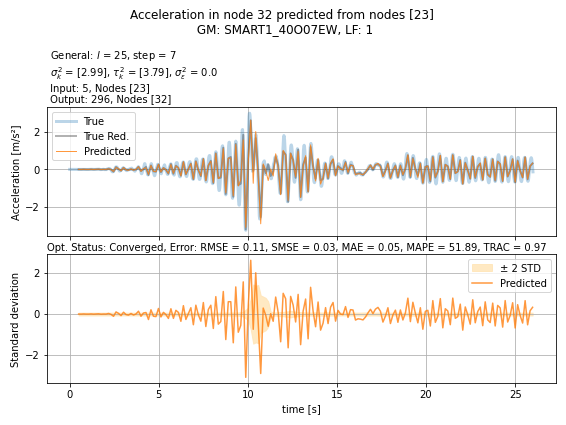 Acceleration in node 32 predicted from nodes [23]
GM: SMART1_40O07EW, LF: 1
General: l = 25, step = 7
σ²ₖ = [2.99], τ²ₖ = [3.79], σ²ε = 0.0
Input: 5, Nodes [23]
Output: 296, Nodes [32]
True
True Red.
Predicted
Acceleration [m/s²]
2
0
−2
Opt. Status: Converged, Error: RMSE = 0.11, SMSE = 0.03, MAE = 0.05, MAPE = 51.89, TRAC = 0.97
± 2 STD
Predicted
Standard deviation
2
0
−2
0 5 10 15 20 25
time [s]